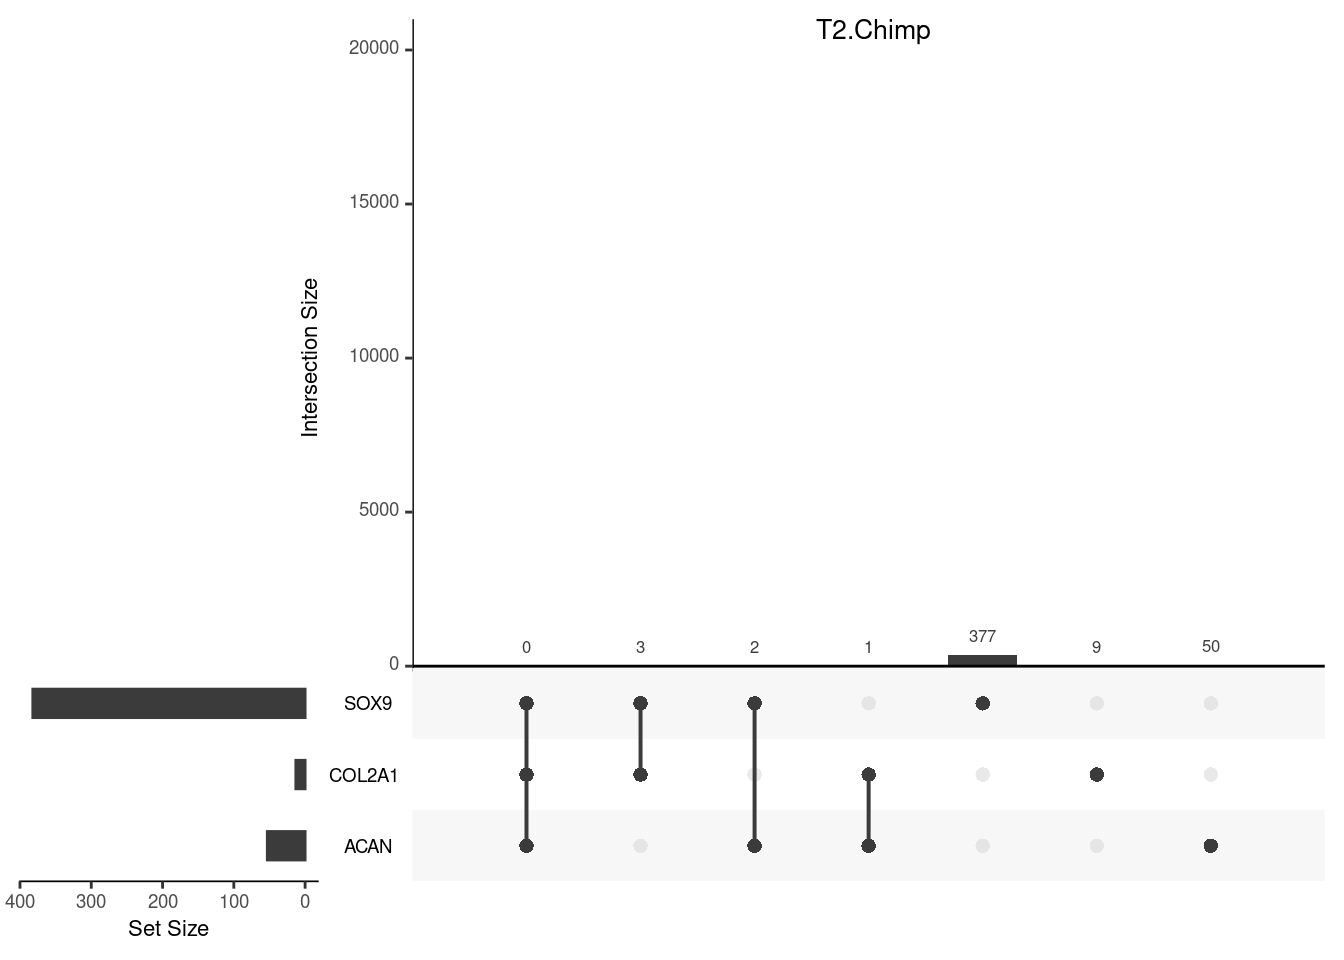 T2.Chimp
20000
15000
10000
5000
0
Intersection Size
0 3 2 1 377 9 50
SOX9
COL2A1
ACAN
400 300 200 100 0
Set Size